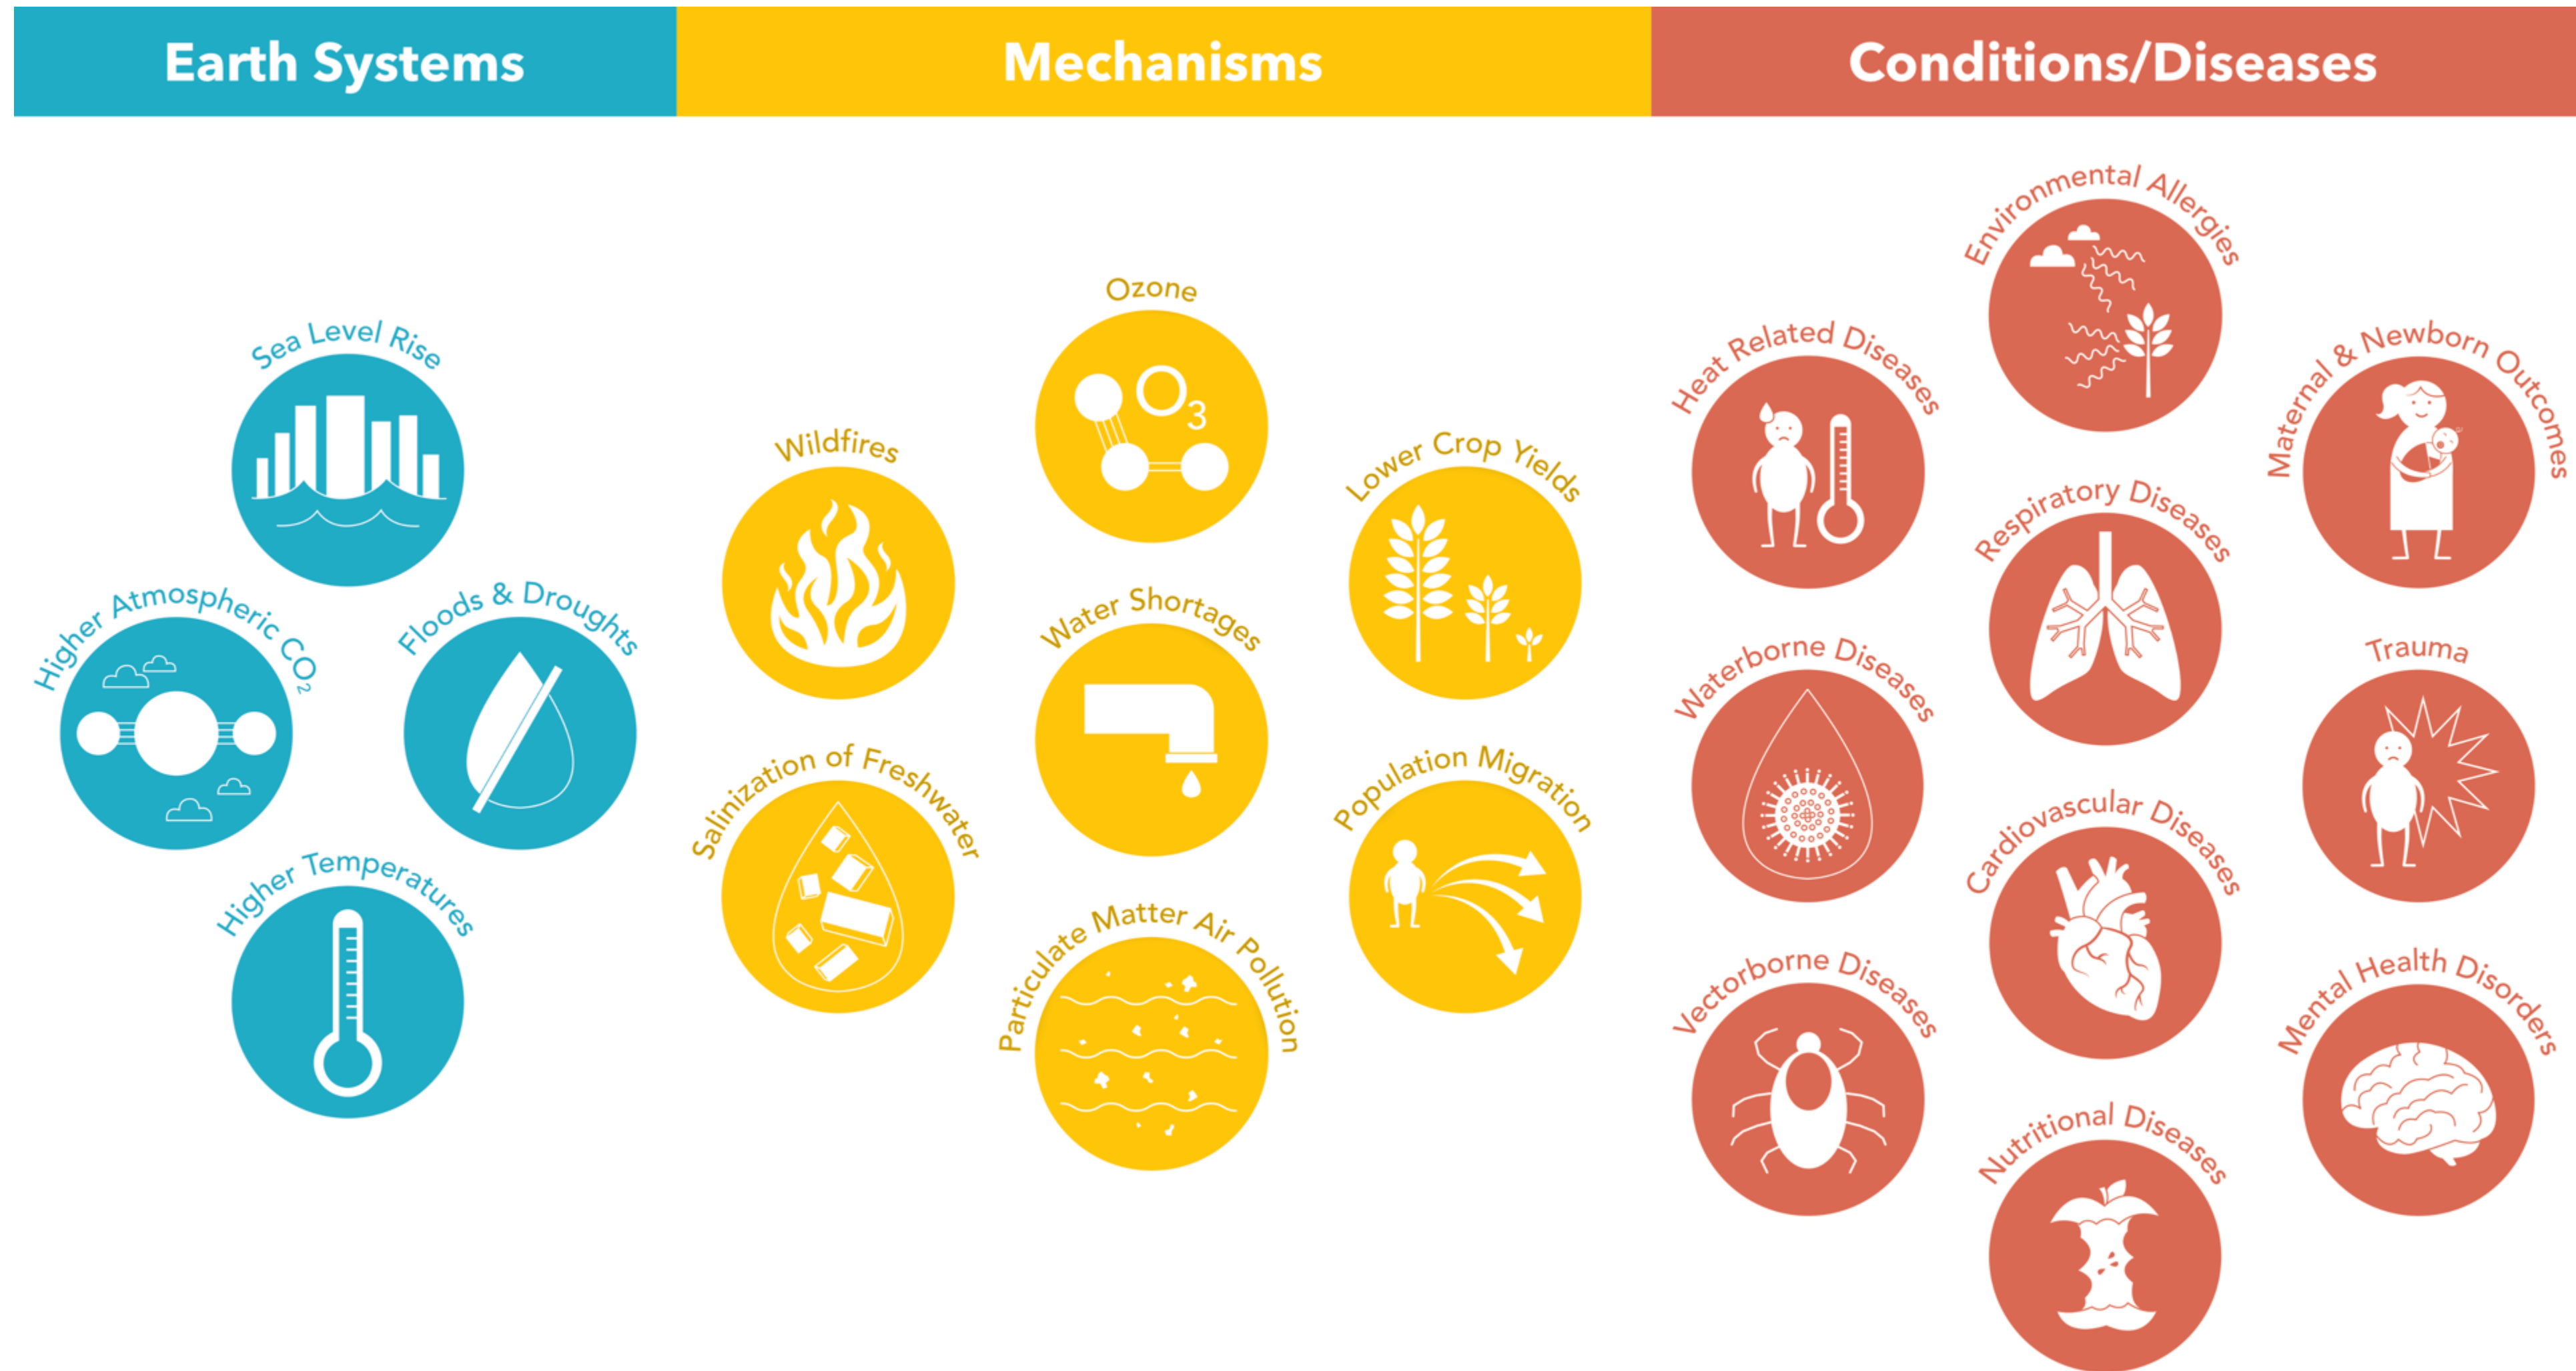 Earth Systems
Mechanisms
Conditions/Diseases
Sea Level Rise
Higher Atmospheric CO₂
Floods & Droughts
Higher Temperatures
Ozone
O₃
Wildfires
Lower Crop Yields
Water Shortages
Salinization of Freshwater
Population Migration
Particulate Matter Air Pollution
Environmental Allergies
Heat Related Diseases
Maternal & Newborn Outcomes
Respiratory Diseases
Waterborne Diseases
Trauma
Cardiovascular Diseases
Vectorborne Diseases
Mental Health Disorders
Nutritional Diseases